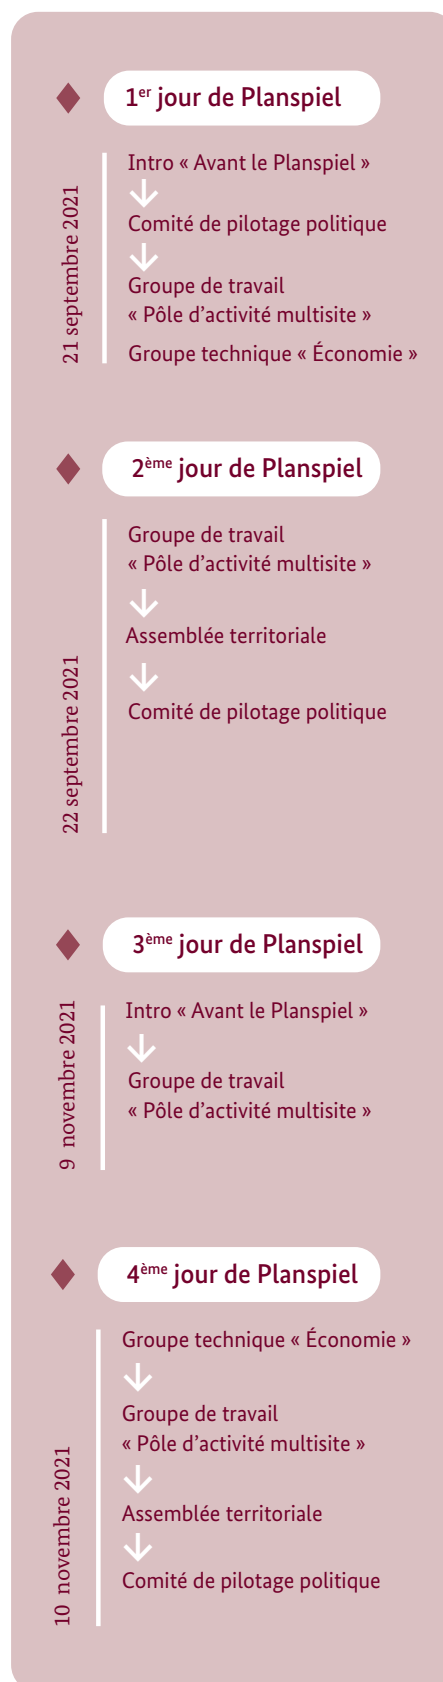 1er jour de Planspiel
21 septembre 2021
Intro « Avant le Planspiel »
Comité de pilotage politique
Groupe de travail
« Pôle d’activité multisite »
Groupe technique « Économie »
2ème jour de Planspiel
22 septembre 2021
Groupe de travail
« Pôle d’activité multisite »
Assemblée territoriale
Comité de pilotage politique
3ème jour de Planspiel
9 novembre 2021
Intro « Avant le Planspiel »
Groupe de travail
« Pôle d’activité multisite »
4ème jour de Planspiel
10 novembre 2021
Groupe technique « Économie »
Groupe de travail
« Pôle d’activité multisite »
Assemblée territoriale
Comité de pilotage politique